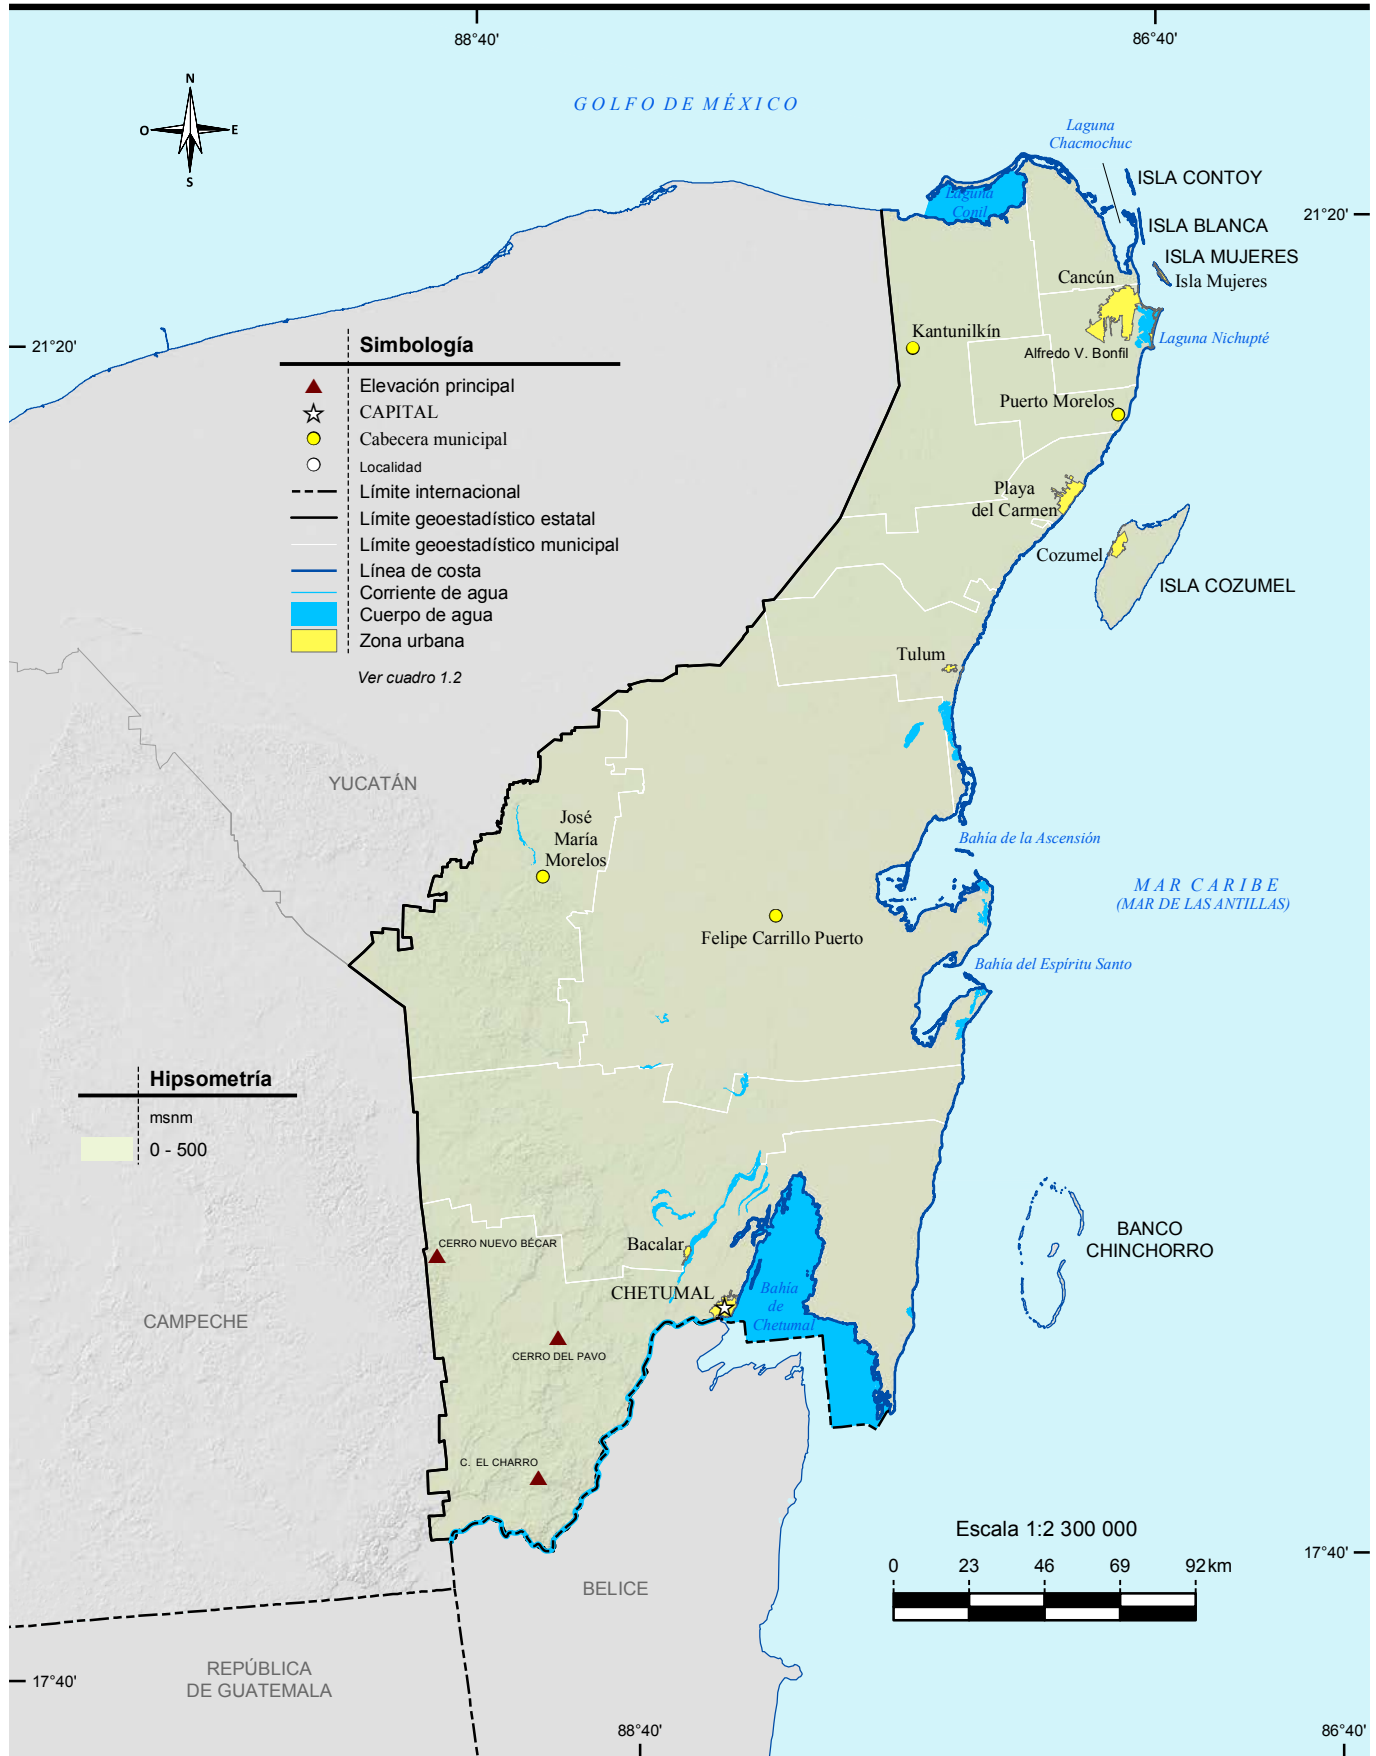 88°40'
86°40'
N
O
E
S
GOLFO DE MÉXICO
Laguna
Chacmochuc
ISLA CONTOY
Laguna
Conil
21°20'
ISLA BLANCA
ISLA MUJERES
Isla Mujeres
Cancún
Kantunilkín
Laguna Nichupté
Alfredo V. Bonfil
21°20'
Simbología
Elevación principal
CAPITAL
Cabecera municipal
Localidad
Límite internacional
Límite geoestadístico estatal
Límite geoestadístico municipal
Línea de costa
Corriente de agua
Cuerpo de agua
Zona urbana
Ver cuadro 1.2
Puerto Morelos
Playa
del Carmen
Cozumel
ISLA COZUMEL
Tulum
YUCATÁN
José
María
Morelos
Bahía de la Ascensión
MAR CARIBE
(MAR DE LAS ANTILLAS)
Felipe Carrillo Puerto
Bahía del Espíritu Santo
Hipsometría
msnm
0 - 500
CERRO NUEVO BÉCAR
Bacalar
BANCO
CHINCHORRO
CHETUMAL
Bahía
de
Chetumal
CAMPECHE
CERRO DEL PAVO
C. EL CHARRO
Escala 1:2 300 000
0 23 46 69 92 km
17°40'
BELICE
REPÚBLICA
DE GUATEMALA
17°40'
88°40'
86°40'